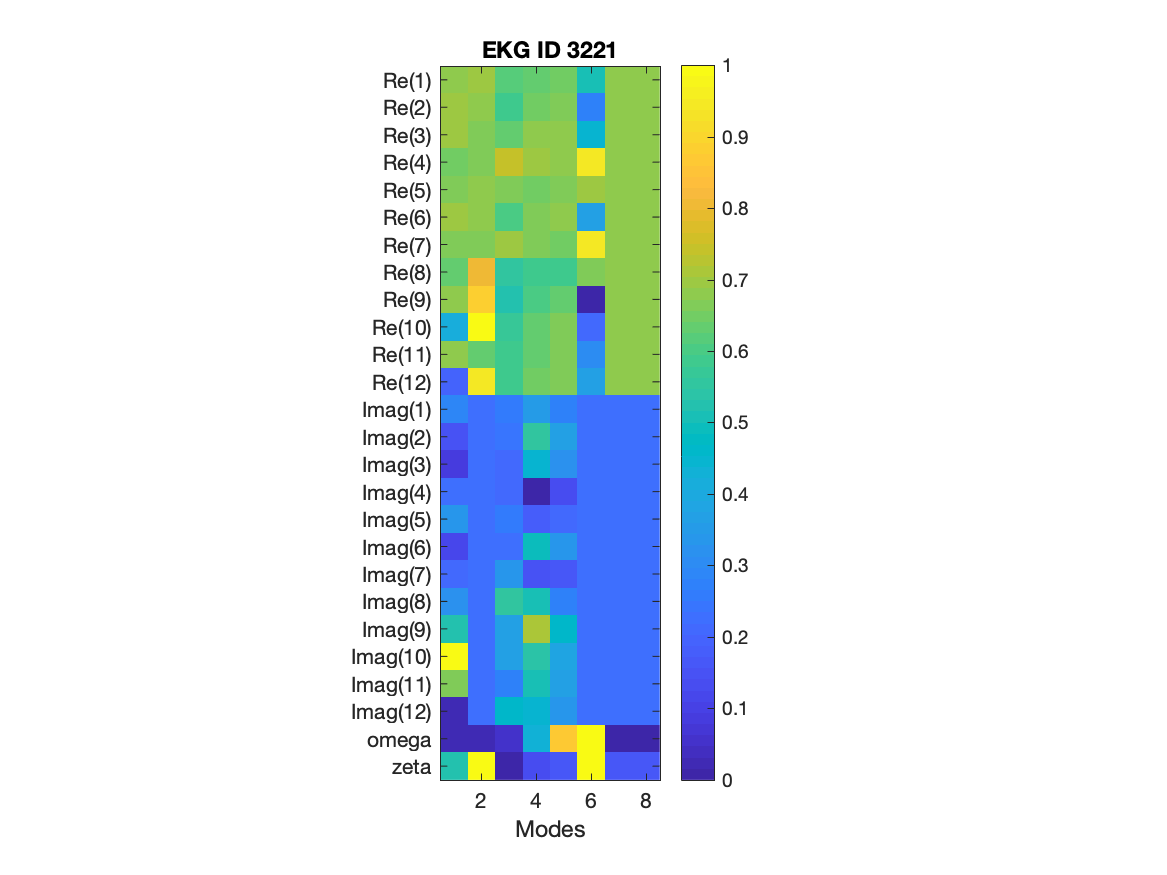 EKG ID 3221
Re(1)
Re(2)
Re(3)
Re(4)
Re(5)
Re(6)
Re(7)
Re(8)
Re(9)
Re(10)
Re(11)
Re(12)
Imag(1)
Imag(2)
Imag(3)
Imag(4)
Imag(5)
Imag(6)
Imag(7)
Imag(8)
Imag(9)
Imag(10)
Imag(11)
Imag(12)
omega
zeta
2 4 6 8
Modes
1
0.9
0.8
0.7
0.6
0.5
0.4
0.3
0.2
0.1
0